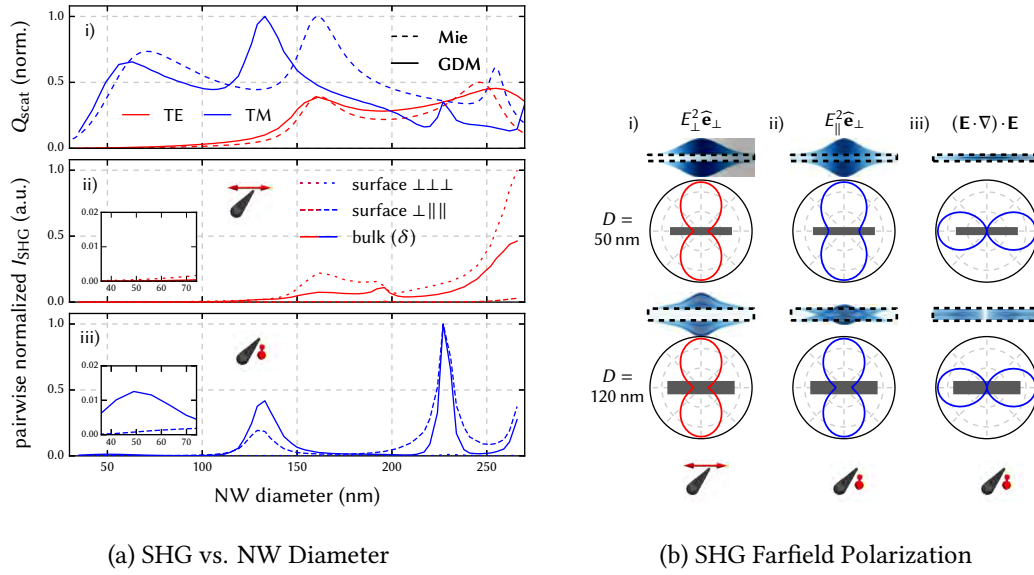 i)
Q_scat (norm.)
1.0
0.5
0.0
Mie
GDM
TE
TM
pairwise normalized I_SHG (a.u.)
ii)
1.0
0.5
0.0
surface ⊥⊥⊥
surface ⊥∥∥
bulk (δ)
0.02
0.01
0.00
40 50 60 70
iii)
1.0
0.5
0.0
0.02
0.01
0.00
40 50 60 70
50 100 150 200 250
NW diameter (nm)
(a) SHG vs. NW Diameter
i) E²⊥ ê⊥
ii) E²∥ ê⊥
iii) (E·∇)·E
D =
50 nm
D =
120 nm
(b) SHG Farfield Polarization